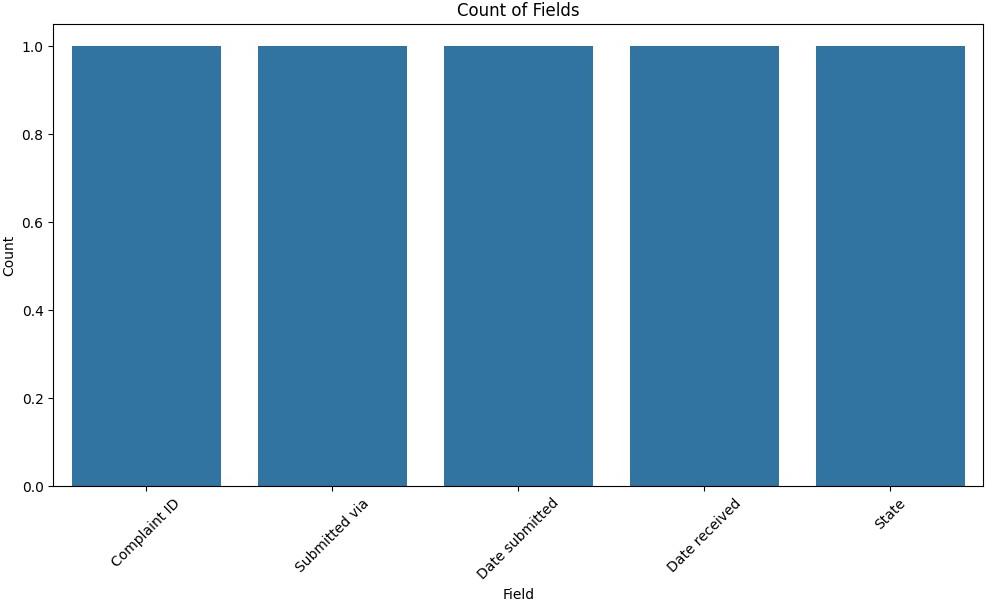 Count of Fields
Count
1.0
0.8
0.6
0.4
0.2
0.0
Complaint ID
Submitted via
Date submitted
Date received
State
Field